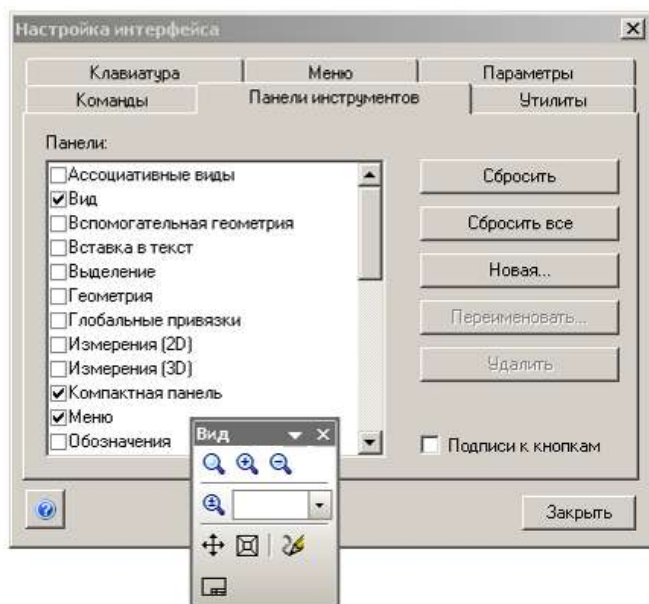 Настройка интерфейса
Клавиатура Меню Параметры
Команды Панели инструментов Утилиты
Панели:
Ассоциативные виды
Вид
Вспомогательная геометрия
Вставка в текст
Выделение
Геометрия
Глобальные привязки
Измерения (2D)
Измерения (3D)
Компактная панель
Меню
Обозначения
Сбросить
Сбросить все
Новая...
Переименовать...
Удалить
Подписи к кнопкам
Вид
Закрыть